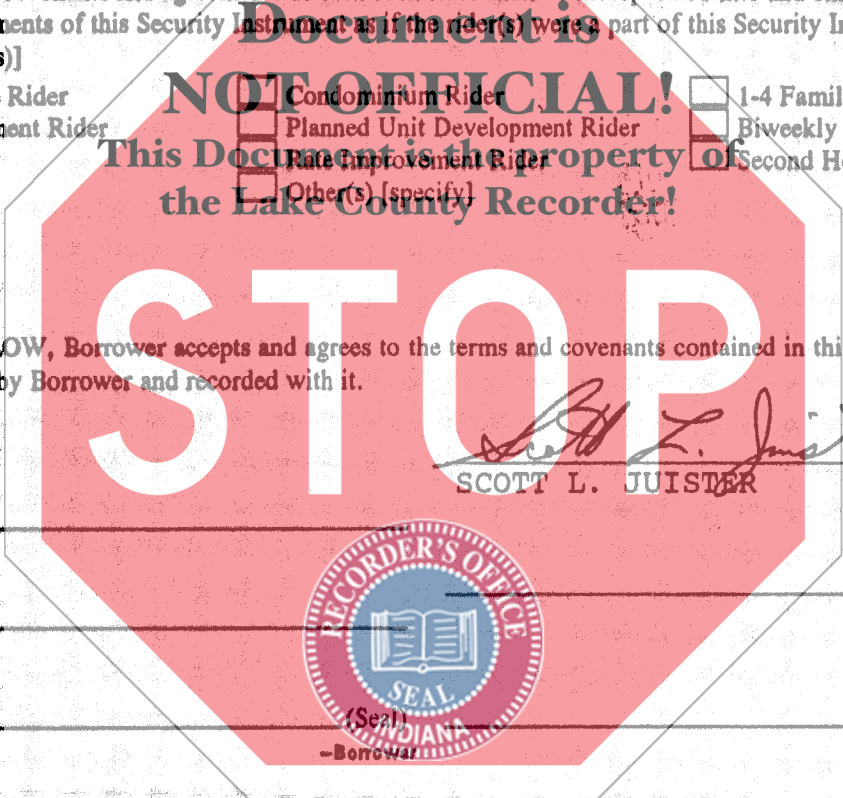 ments of this Security Instrument as if the rider(s) were a part of this Security
Document is
s)]
Rider
Condominium Rider
1-4 Famil
NOT OFFICIAL!
ment Rider
Planned Unit Development Rider
Biweekly
This Document is the property of
Rate Improvement Rider
Second H
Other(s) [specify]
the Lake County Recorder!
STOP
OW, Borrower accepts and agrees to the terms and covenants contained in thi
by Borrower and recorded with it.
Scott L. Juis
SCOTT L. JUISTER
RECORDER'S OFFICE
SEAL
INDIANA
(Seal)
-Borrower